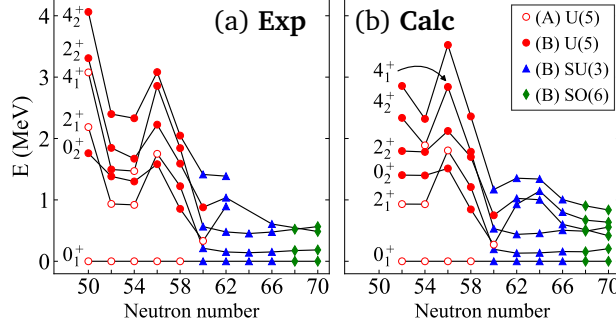 (a) Exp
(b) Calc
(A) U(5)
(B) U(5)
(B) SU(3)
(B) SO(6)
E (MeV)
4
3
2
1
0
4₂⁺
2₂⁺
4₁⁺
2₁⁺
0₂⁺
0₁⁺
4₁⁺
4₂⁺
2₂⁺
0₂⁺
2₁⁺
0₁⁺
50 54 58 62 66 70
50 54 58 62 66 70
Neutron number
Neutron number